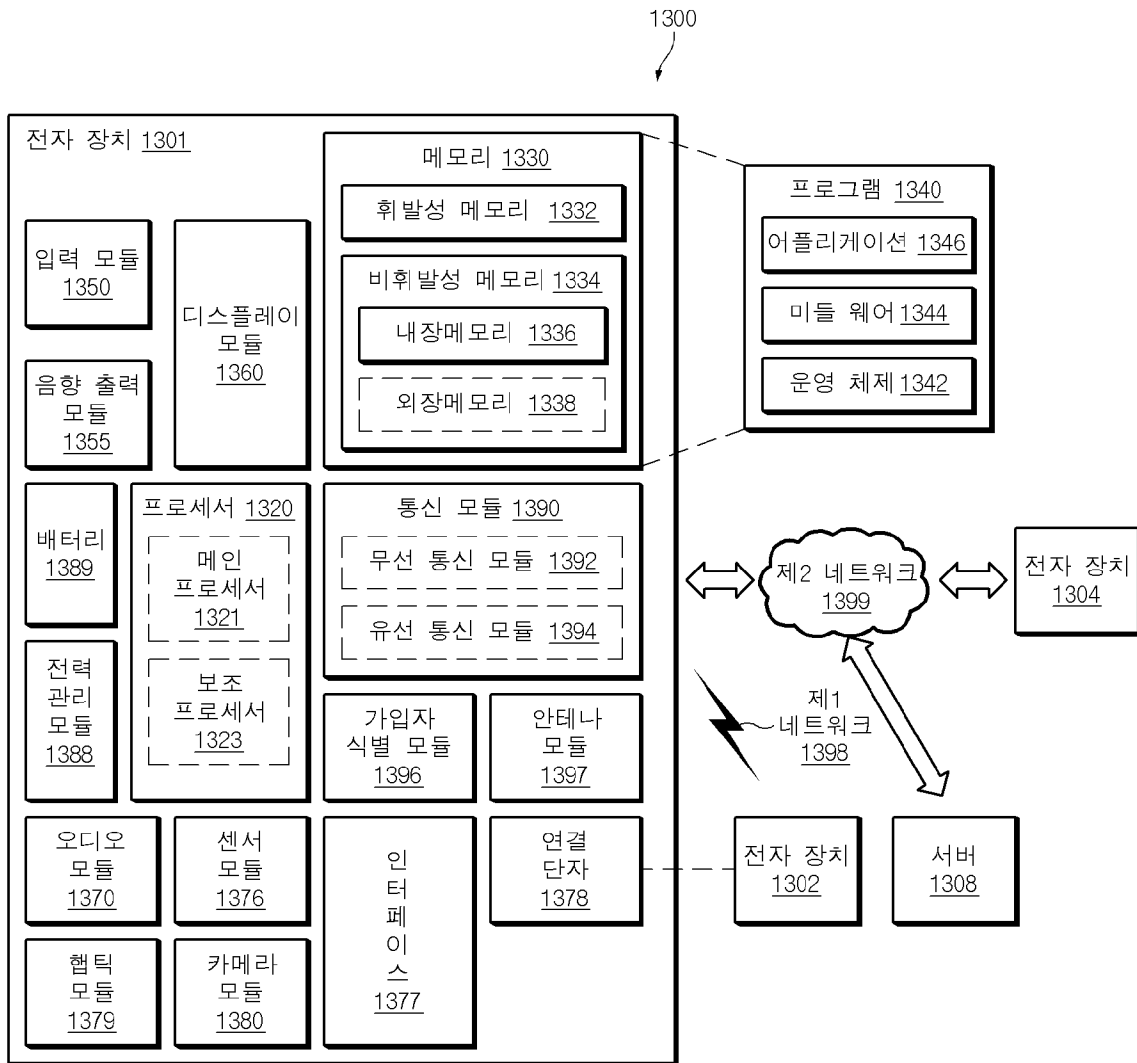 1300
전자 장치 1301
메모리 1330
휘발성 메모리 1332
비휘발성 메모리 1334
내장메모리 1336
외장메모리 1338
프로그램 1340
어플리케이션 1346
미들 웨어 1344
운영 체제 1342
입력 모듈
1350
디스플레이
모듈
1360
음향 출력
모듈
1355
배터리
1389
프로세서 1320
메인
프로세서
1321
보조
프로세서
1323
통신 모듈 1390
무선 통신 모듈 1392
유선 통신 모듈 1394
제2 네트워크
1399
전자 장치
1304
전력
관리
모듈
1388
가입자
식별 모듈
1396
안테나
모듈
1397
제1
네트워크
1398
오디오
모듈
1370
센서
모듈
1376
인터페이스
1377
연결
단자
1378
전자 장치
1302
서버
1308
햅틱
모듈
1379
카메라
모듈
1380